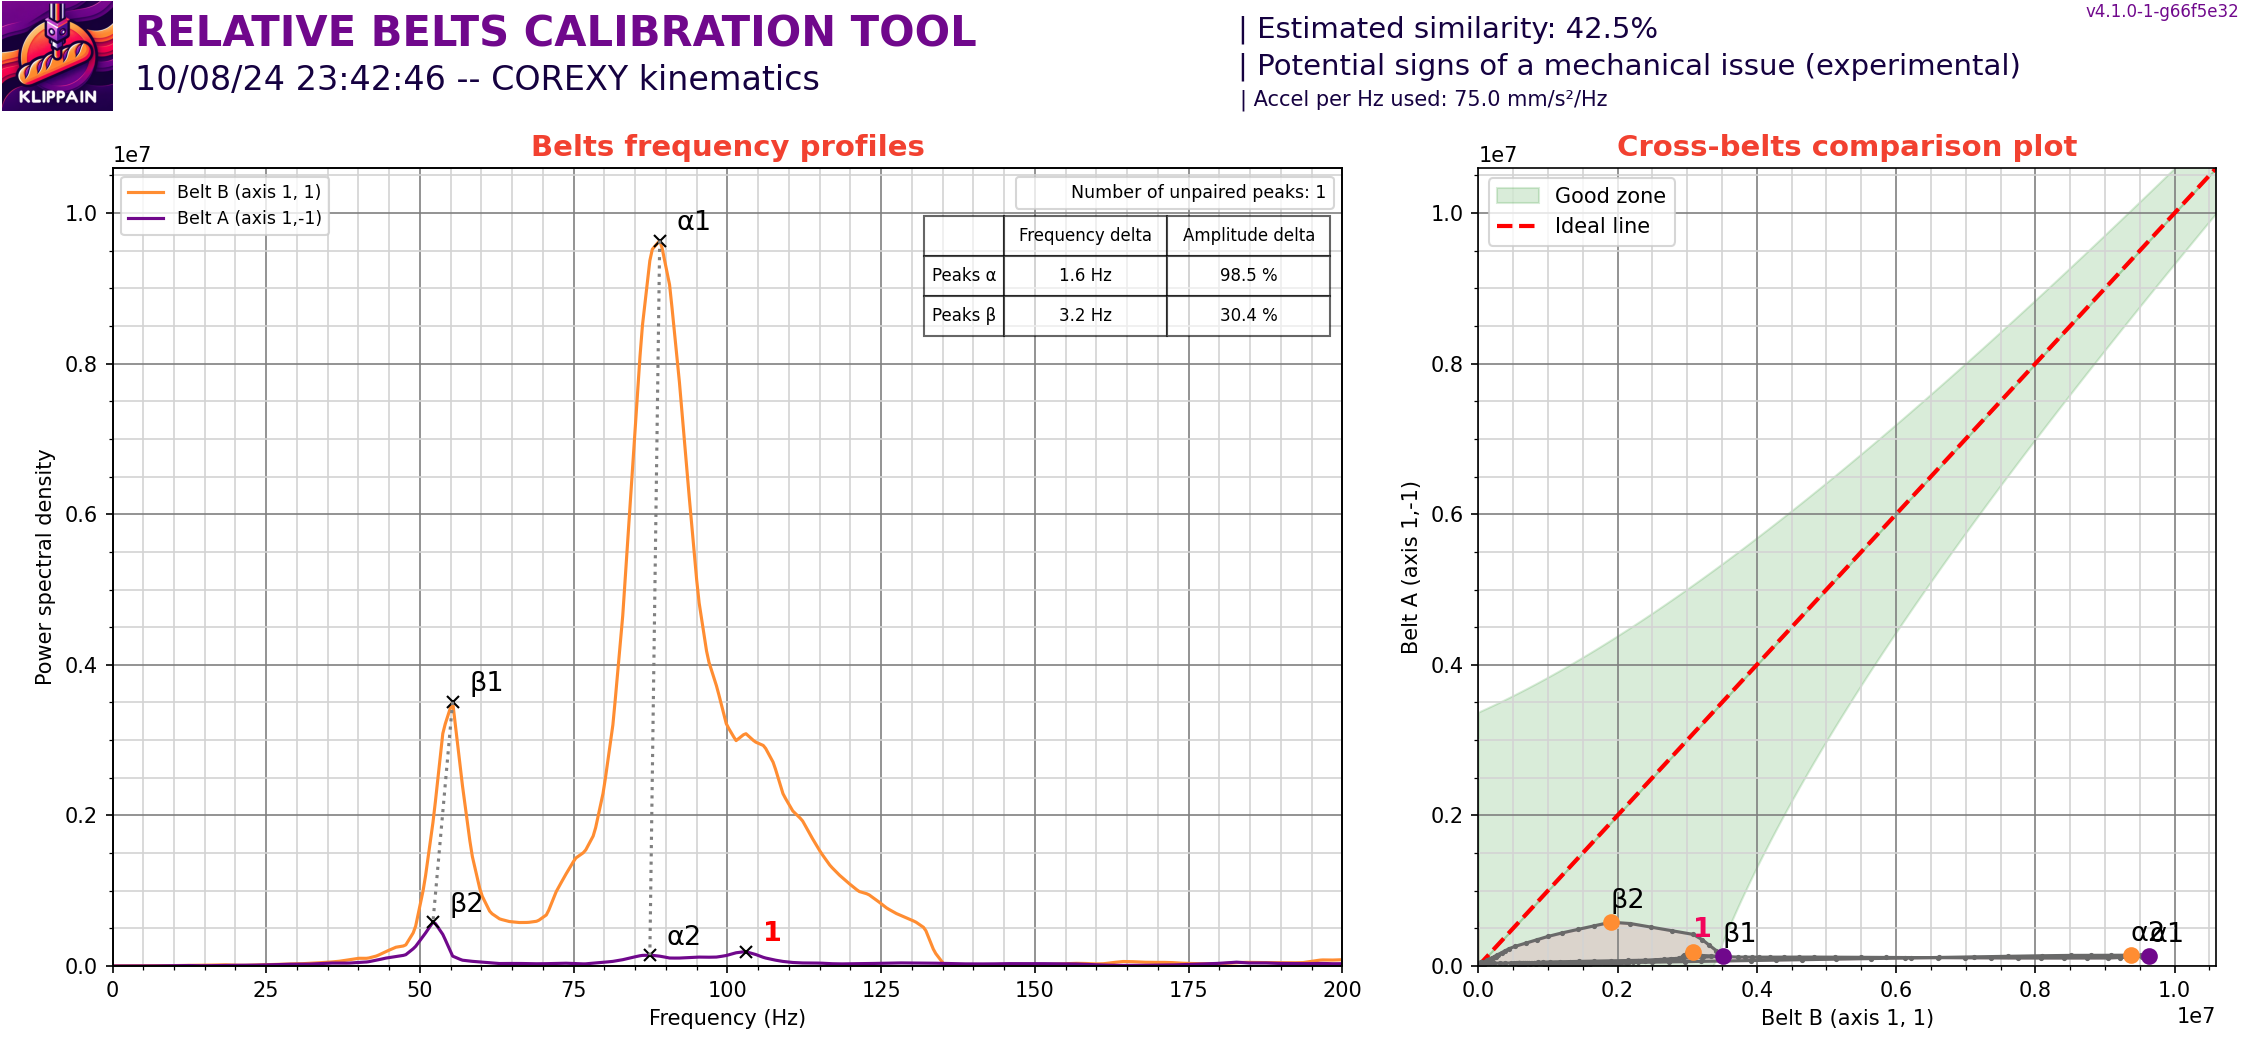 KLIPPAIN
RELATIVE BELTS CALIBRATION TOOL
10/08/24 23:42:46 -- COREXY kinematics
| Estimated similarity: 42.5%
| Potential signs of a mechanical issue (experimental)
| Accel per Hz used: 75.0 mm/s²/Hz
v4.1.0-1-g66f5e32
Belts frequency profiles
1e7
Belt B (axis 1, 1)
Belt A (axis 1,-1)
Number of unpaired peaks: 1
Frequency delta Amplitude delta
Peaks α 1.6 Hz 98.5 %
Peaks β 3.2 Hz 30.4 %
α1
β1
β2
α2
1
Power spectral density
1.0
0.8
0.6
0.4
0.2
0.0
0 25 50 75 100 125 150 175 200
Frequency (Hz)
Cross-belts comparison plot
1e7
Good zone
Ideal line
β2
1
β1
α2
α1
Belt A (axis 1,-1)
1.0
0.8
0.6
0.4
0.2
0.0
0.0 0.2 0.4 0.6 0.8 1.0
1e7
Belt B (axis 1, 1)